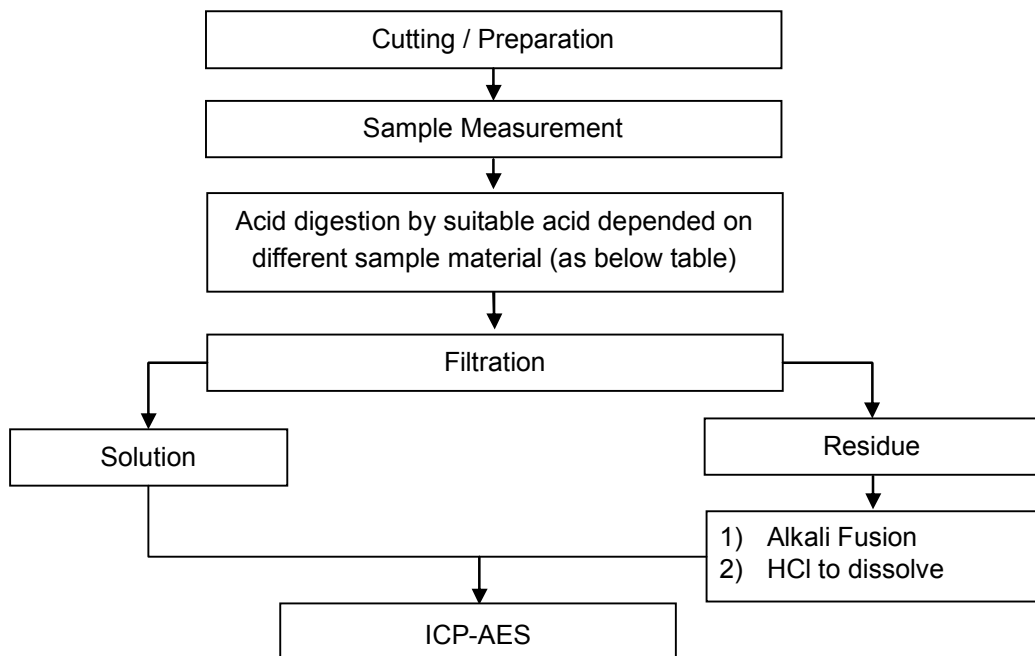 Cutting / Preparation
Sample Measurement
Acid digestion by suitable acid depended on
different sample material (as below table)
Filtration
Solution
Residue
1) Alkali Fusion
2) HCl to dissolve
ICP-AES